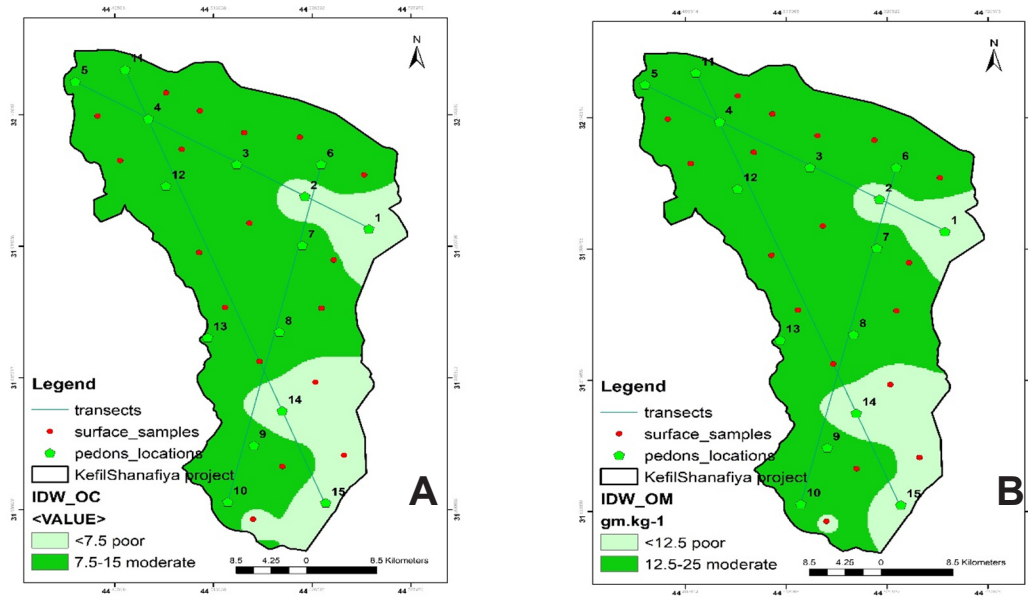 N
5
11
4
12
3
6
2
1
7
8
13
14
9
10
15
Legend
transects
surface_samples
pedons_locations
KefilShanafiya project
IDW_OC
<VALUE>
<7.5 poor
7.5-15 moderate
8.5 4.25 0 8.5 Kilometers
A
N
5
11
4
12
3
6
2
1
7
8
13
14
9
10
15
Legend
transects
surface_samples
pedons_locations
KefilShanafiya project
IDW_OM
gm.kg-1
<12.5 poor
12.5-25 moderate
8.5 4.25 0 8.5 Kilometers
B